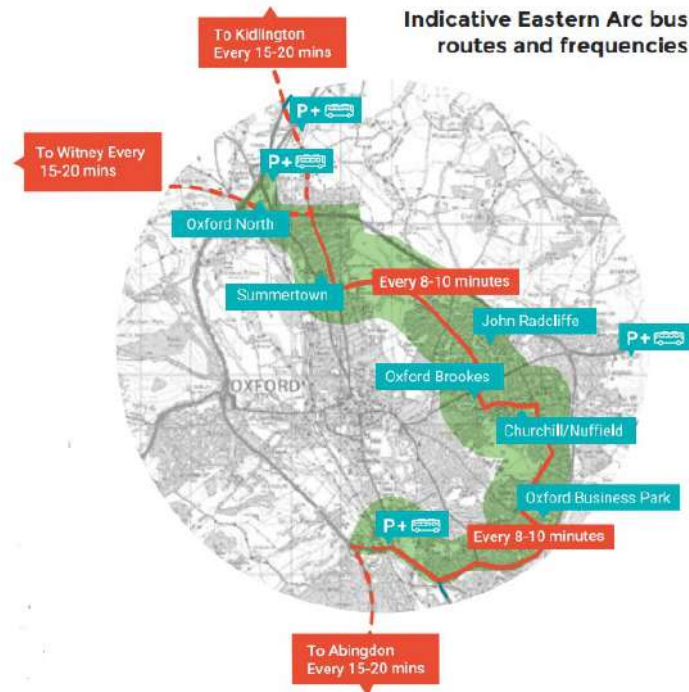 Indicative Eastern Arc bus
routes and frequencies
To Kidlington
Every 15-20 mins
P+
To Witney Every
15-20 mins
P+
Oxford North
Every 8-10 minutes
Summertown
John Radcliffe
P+
Oxford Brookes
OXFORD
Churchill/Nuffield
Oxford Business Park
P+
Every 8-10 minutes
To Abingdon
Every 15-20 mins